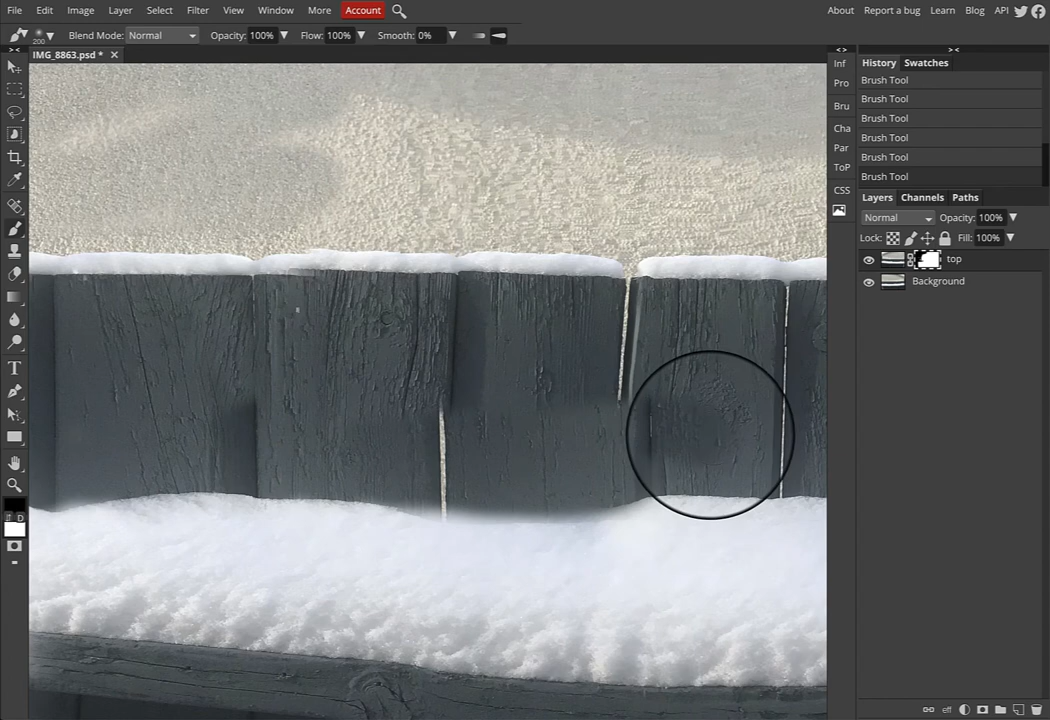 File Edit Image Layer Select Filter View Window More Account About Report a bug Learn Blog API
200 Blend Mode: Normal Opacity: 100% Flow: 100% Smooth: 0%
IMG_8863.psd *
Inf
Pro
Bru
Cha
Par
ToP
CSS
History Swatches
Brush Tool
Brush Tool
Brush Tool
Brush Tool
Brush Tool
Brush Tool
Layers Channels Paths
Normal Opacity: 100%
Lock: Fill: 100%
top
Background
T
D
eff